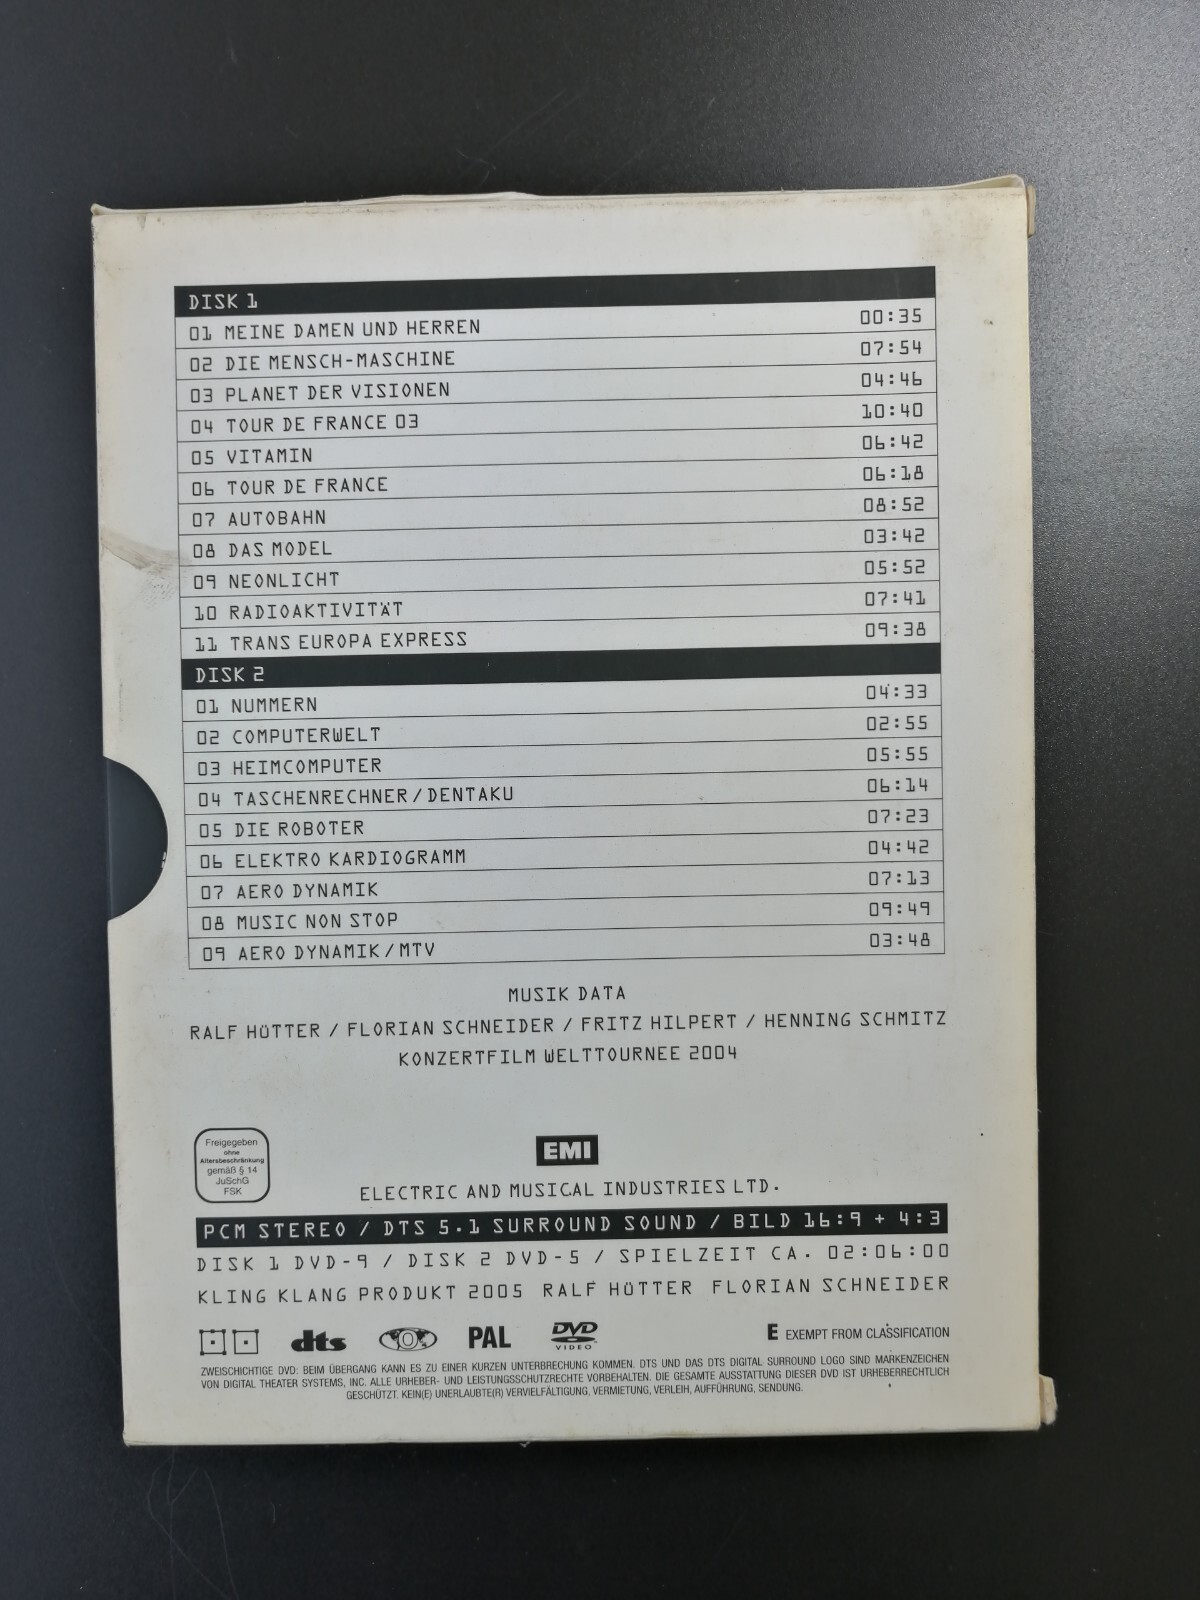 DISK 1
01 MEINE DAMEN UND HERREN 00:35
02 DIE MENSCH-MASCHINE 07:54
03 PLANET DER VISIONEN 04:46
04 TOUR DE FRANCE 03 10:40
05 VITAMIN 06:42
06 TOUR DE FRANCE 06:18
07 AUTOBAHN 08:52
08 DAS MODEL 03:42
09 NEONLICHT 05:52
10 RADIOAKTIVITÄT 07:41
11 TRANS EUROPA EXPRESS 09:38
DISK 2
01 NUMMERN 04:33
02 COMPUTERWELT 02:55
03 HEIMCOMPUTER 05:55
04 TASCHENRECHNER/DENTAKU 06:14
05 DIE ROBOTER 07:23
06 ELEKTRO KARDIOGRAMM 04:42
07 AERO DYNAMIK 07:13
08 MUSIC NON STOP 09:49
09 AERO DYNAMIK/MTV 03:48
MUSIK DATA
RALF HÜTTER / FLORIAN SCHNEIDER / FRITZ HILPERT / HENNING SCHMITZ
KONZERTFILM WELTTOURNEE 2004
Freigegeben
ohne
Altersbeschränkung
gemäß § 14
JuSchG
FSK
EMI
ELECTRIC AND MUSICAL INDUSTRIES LTD.
PCM STEREO / DTS 5.1 SURROUND SOUND / BILD 16:9 + 4:3
DISK 1 DVD-9 / DISK 2 DVD-5 / SPIELZEIT CA. 02:06:00
KLING KLANG PRODUKT 2005 RALF HÜTTER FLORIAN SCHNEIDER
dts 0 PAL DVD VIDEO E EXEMPT FROM CLASSIFICATION
ZWEISCHICHTIGE DVD: BEIM ÜBERGANG KANN ES ZU EINER KURZEN UNTERBRECHUNG KOMMEN. DTS UND DAS DTS DIGITAL SURROUND LOGO SIND MARKENZEICHEN
VON DIGITAL THEATER SYSTEMS, INC. ALLE URHEBER- UND LEISTUNGSSCHUTZRECHTE VORBEHALTEN. DIE GESAMTE AUSSTATTUNG DIESER DVD IST URHEBERRECHTLICH
GESCHÜTZT. KEIN(E) UNERLAUBTE(R) VERVIELFÄLTIGUNG, VERMIETUNG, VERLEIH, AUFFÜHRUNG, SENDUNG.